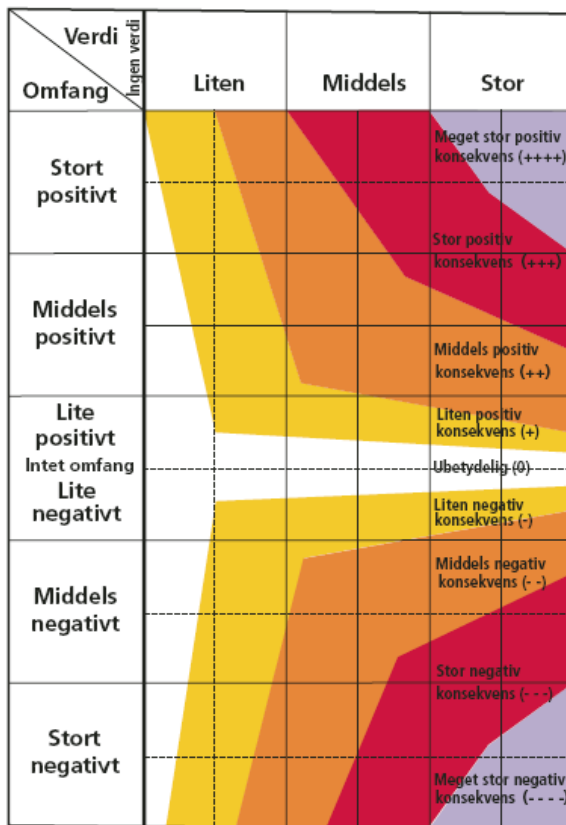 Verdi
Ingen verdi
Omfang
Liten
Middels
Stor
Stort
positivt
Meget stor positiv
konsekvens (++++)
Stor positiv
konsekvens (+++)
Middels
positivt
Middels positiv
konsekvens (++)
Lite
positivt
Liten positiv
konsekvens (+)
Intet omfang
Ubetydelig (0)
Lite
negativt
Liten negativ
konsekvens (-)
Middels
negativt
Middels negativ
konsekvens (- -)
Stor negativ
konsekvens (- - -)
Stort
negativt
Meget stor negativ
konsekvens (- - - -)